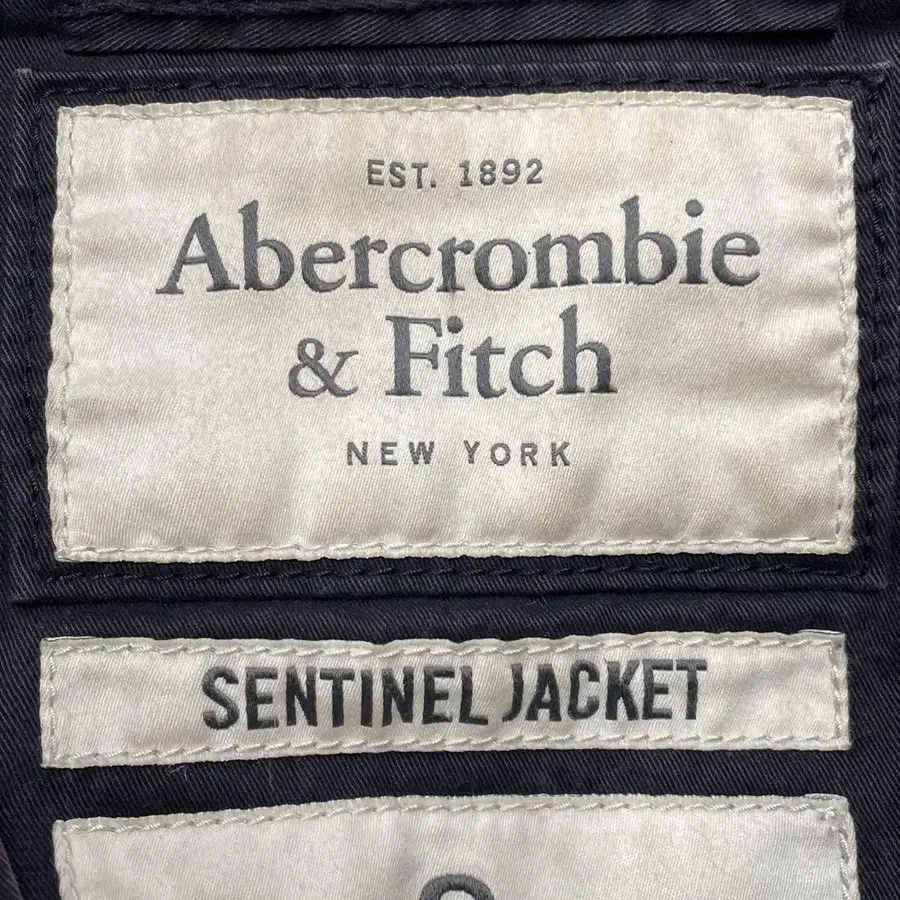 EST. 1892
Abercrombie
& Fitch
NEW YORK
SENTINEL JACKET